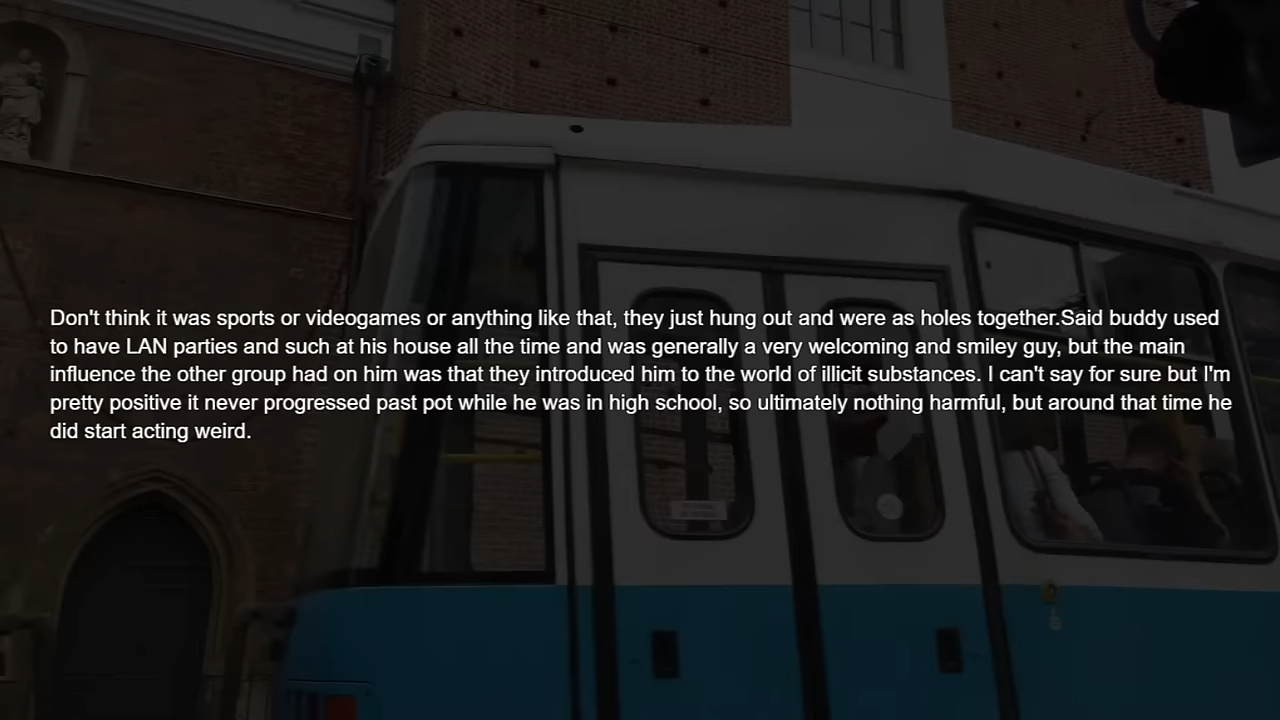 Don't think it was sports or videogames or anything like that, they just hung out and were as holes together.Said buddy used
to have LAN parties and such at his house all the time and was generally a very welcoming and smiley guy, but the main
influence the other group had on him was that they introduced him to the world of illicit substances. I can't say for sure but I'm
pretty positive it never progressed past pot while he was in high school, so ultimately nothing harmful, but around that time he
did start acting weird.